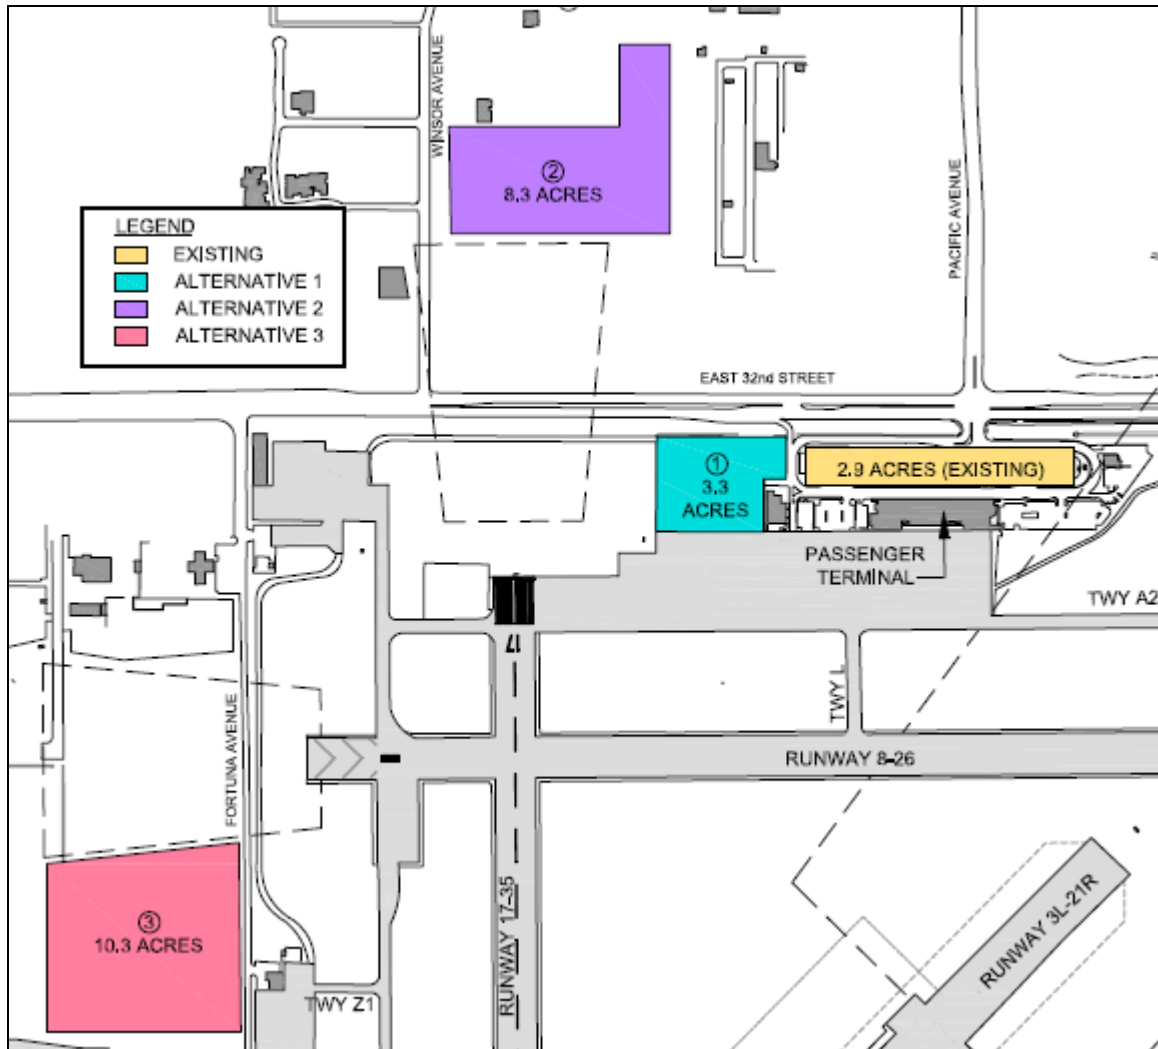 WINSOR AVENUE
②
8.3 ACRES
PACIFIC AVENUE
LEGEND
EXISTING
ALTERNATIVE 1
ALTERNATIVE 2
ALTERNATIVE 3
EAST 32nd STREET
①
3.3
ACRES
2.9 ACRES (EXISTING)
PASSENGER
TERMINAL
TWY A2
17
TWY L
FORTUNA AVENUE
RUNWAY 8-26
③
10.3 ACRES
RUNWAY 17-35
RUNWAY 3L-21R
TWY Z1